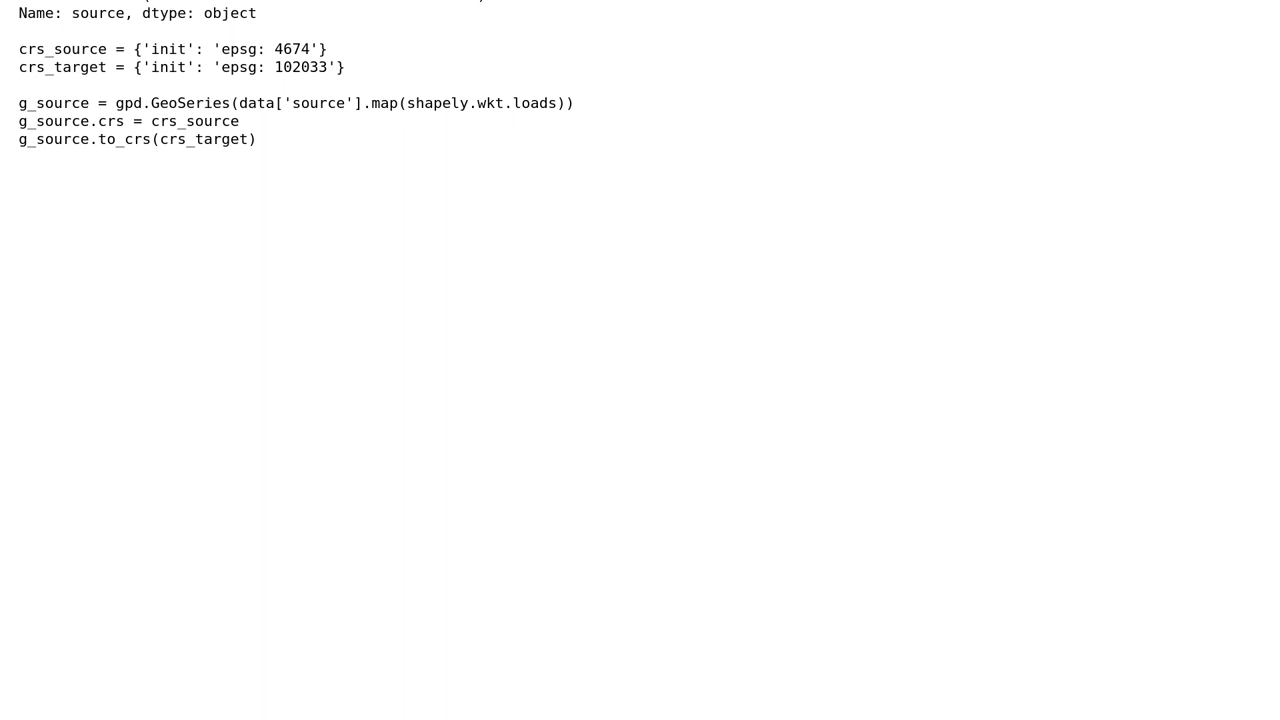 Name: source, dtype: object
crs_source = {'init': 'epsg: 4674'}
crs_target = {'init': 'epsg: 102033'}
g_source = gpd.GeoSeries(data['source'].map(shapely.wkt.loads))
g_source.crs = crs_source
g_source.to_crs(crs_target)